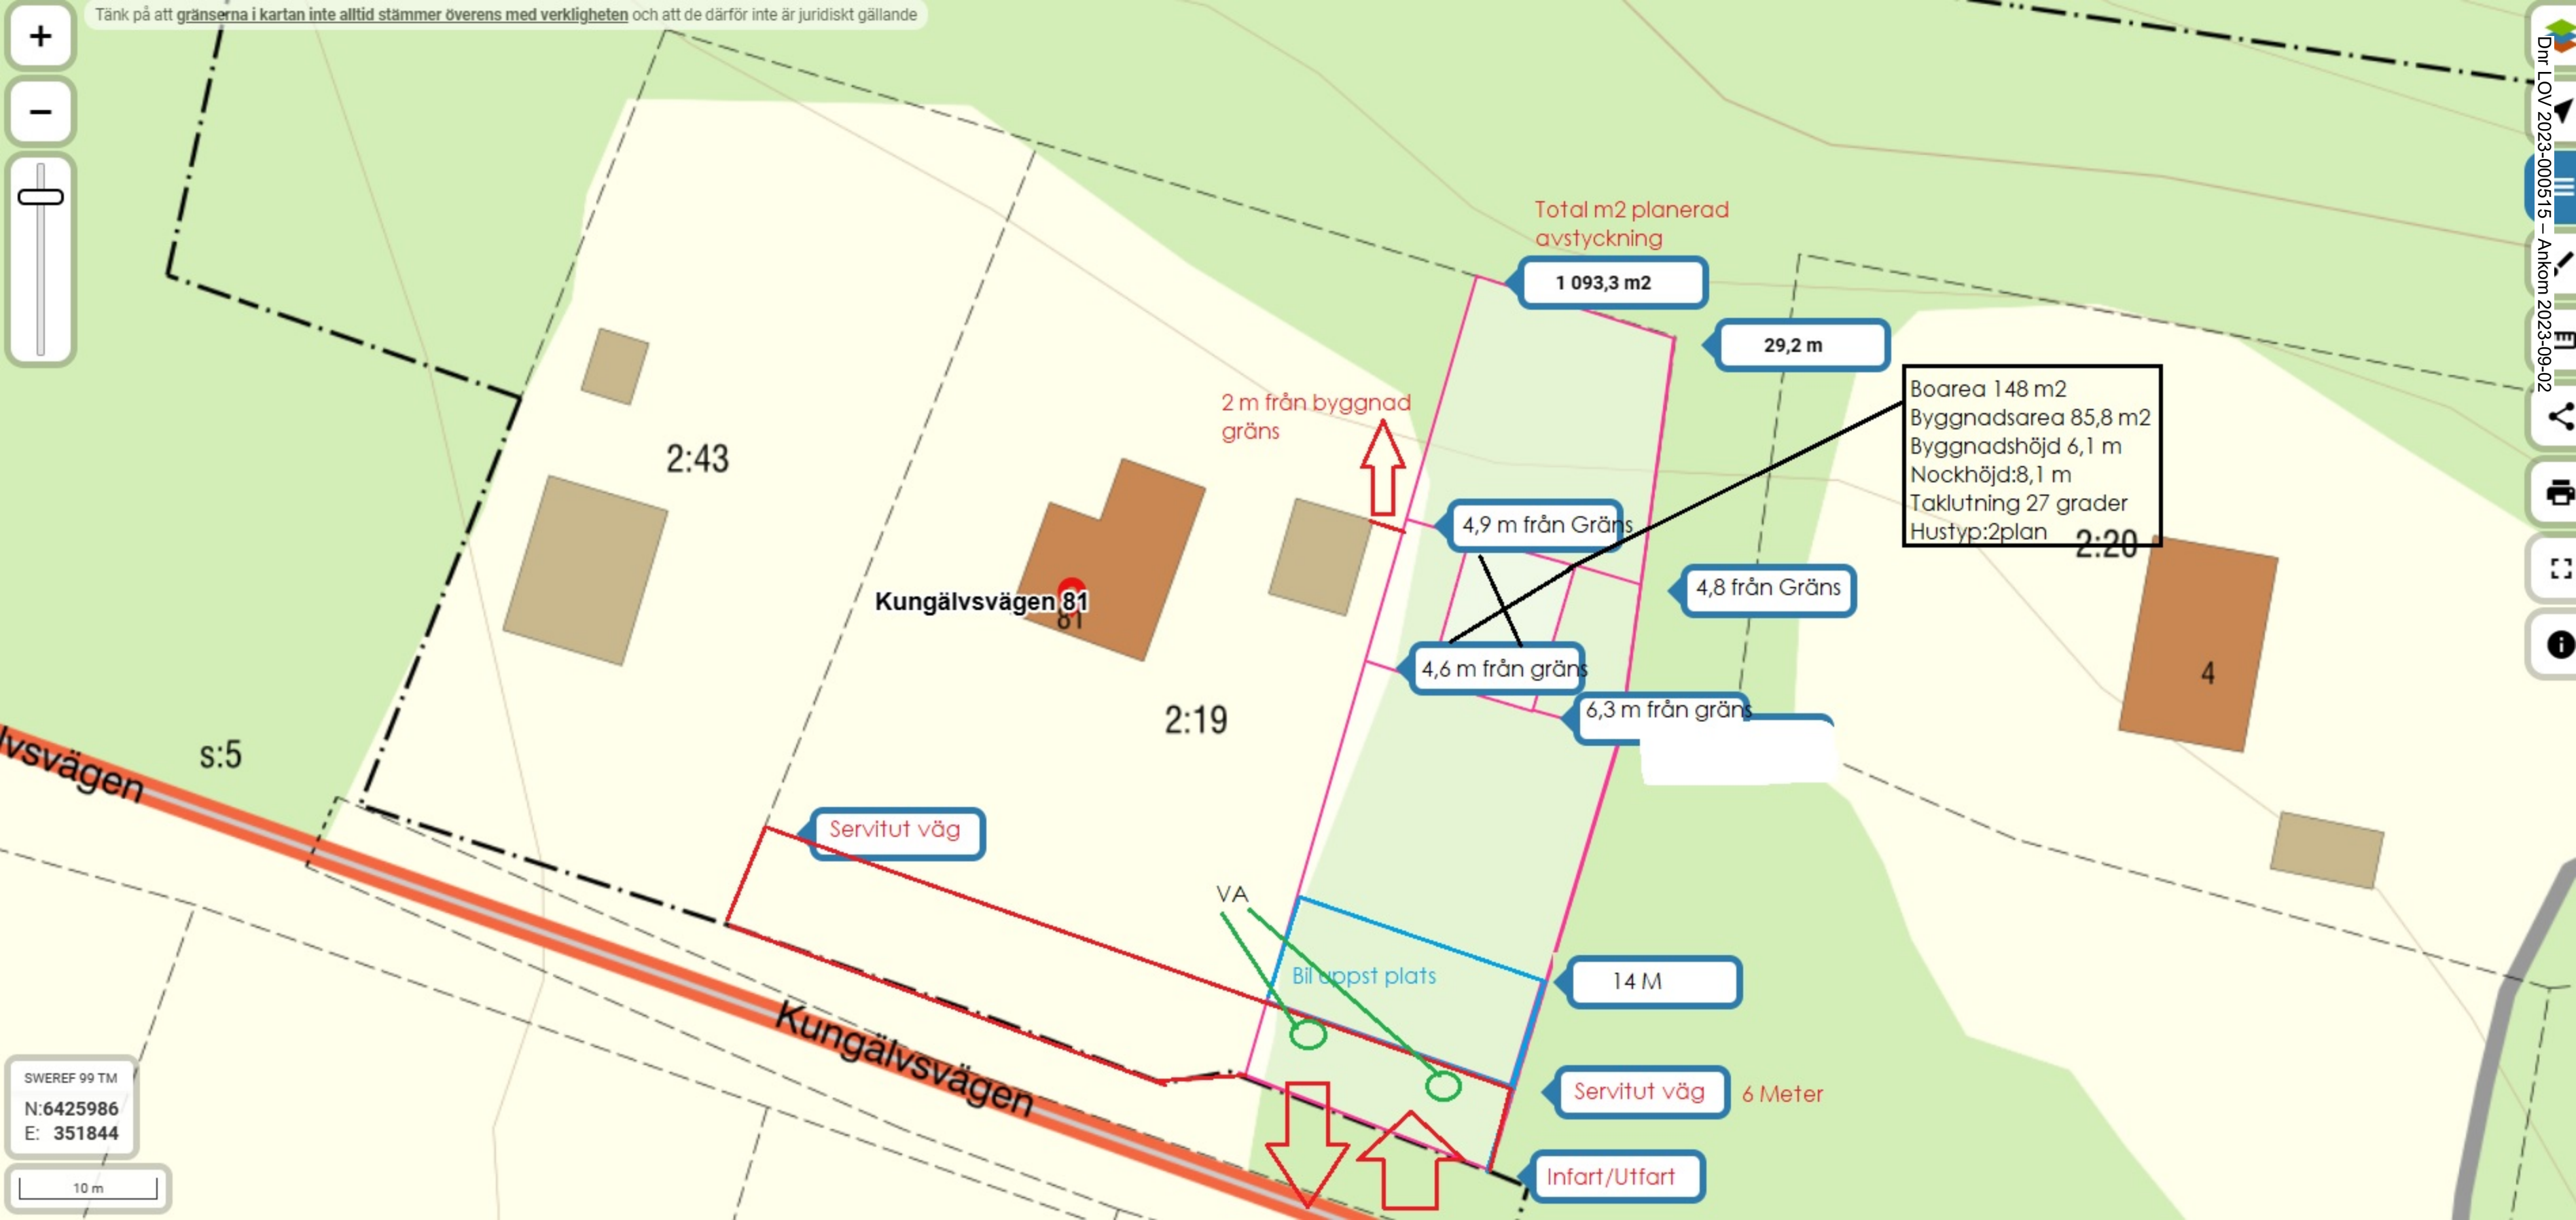 Tänk på att gränserna i kartan inte alltid stämmer överens med verkligheten och att de därför inte är juridiskt gällande
Dnr LOV 2023-000515 – Ankom 2023-09-02
Total m2 planerad
avstyckning
1 093,3 m2
29,2 m
Boarea 148 m2
Byggnadsarea 85,8 m2
Byggnadshöjd 6,1 m
Nockhöjd:8,1 m
Taklutning 27 grader
Hustyp:2plan
2:20
2 m från byggnad
gräns
2:43
4,9 m från Gräns
4,8 från Gräns
Kungälvsvägen 81
81
4,6 m från gräns
4
6,3 m från gräns
2:19
s:5
lvsvägen
Servitut väg
VA
Bil uppst plats
14 M
Kungälvsvägen
Servitut väg
6 Meter
Infart/Utfart
SWEREF 99 TM
N:6425986
E: 351844
10 m